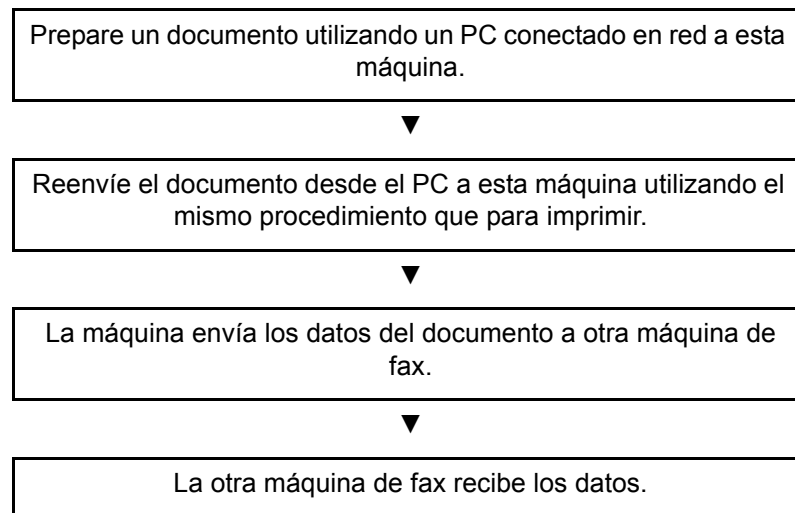 Prepare un documento utilizando un PC conectado en red a esta
máquina.
▼
Reenvíe el documento desde el PC a esta máquina utilizando el
mismo procedimiento que para imprimir.
▼
La máquina envía los datos del documento a otra máquina de
fax.
▼
La otra máquina de fax recibe los datos.